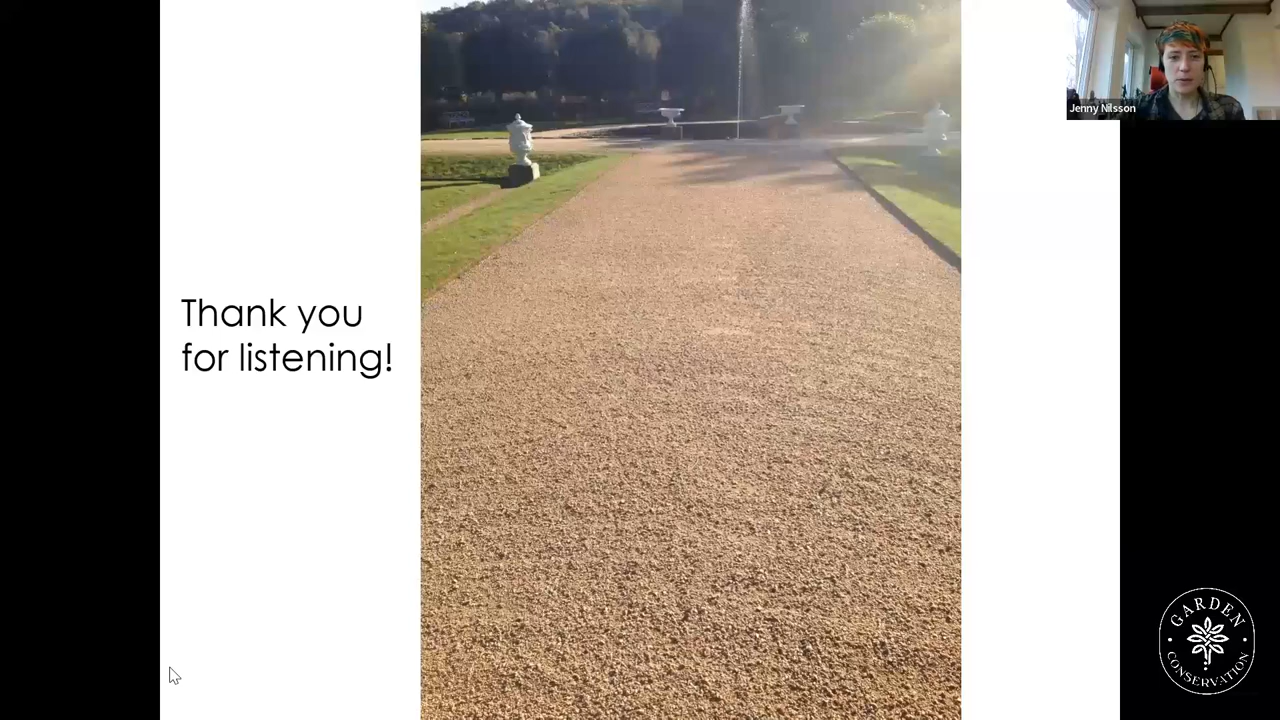 Jenny Nilsson
Thank you
for listening!
GARDEN
CONSERVATION